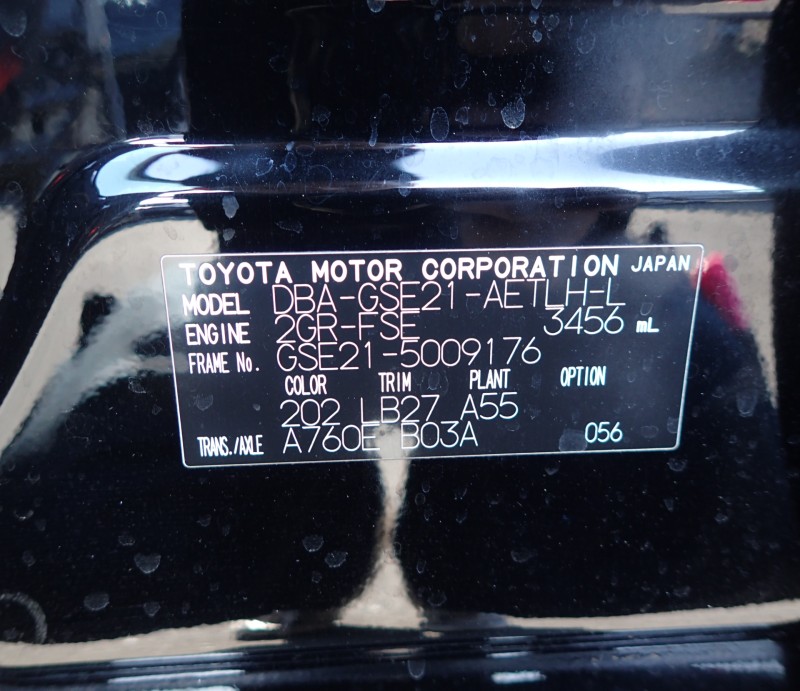 TOYOTA MOTOR CORPORATION JAPAN
MODEL DBA-GSE21-AETLH-L
ENGINE 2GR-FSE 3456 mL
FRAME No. GSE21-5009176
COLOR TRIM PLANT OPTION
202 LB27 A55
TRANS./AXLE A760E B03A 056